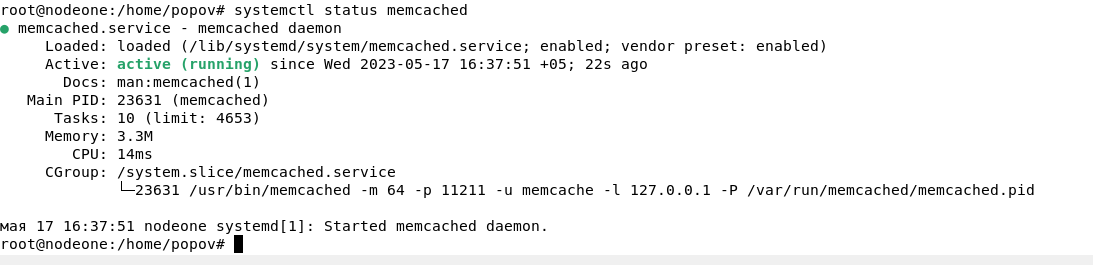 root@nodeone:/home/popov# systemctl status memcached
● memcached.service - memcached daemon
     Loaded: loaded (/lib/systemd/system/memcached.service; enabled; vendor preset: enabled)
     Active: active (running) since Wed 2023-05-17 16:37:51 +05; 22s ago
       Docs: man:memcached(1)
   Main PID: 23631 (memcached)
      Tasks: 10 (limit: 4653)
     Memory: 3.3M
        CPU: 14ms
     CGroup: /system.slice/memcached.service
             └─23631 /usr/bin/memcached -m 64 -p 11211 -u memcache -l 127.0.0.1 -P /var/run/memcached/memcached.pid

мая 17 16:37:51 nodeone systemd[1]: Started memcached daemon.
root@nodeone:/home/popov#